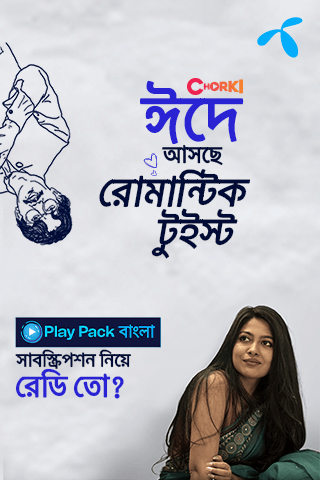 CHORKI
ঈদে
আসছে
রোমান্টিক
টুইস্ট
Play Pack বাংলা
সাবস্ক্রিপশন নিয়ে
রেডি তো?